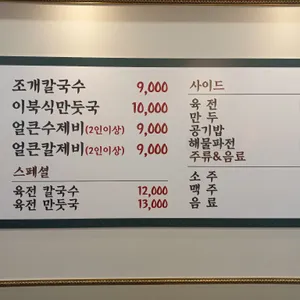 조개칼국수 9,000
이북식만둣국 10,000
얼큰수제비(2인이상) 9,000
얼큰칼제비(2인이상) 9,000
스페셜
육전 칼국수 12,000
육전 만둣국 13,000
사이드
육 전
만 두
공기밥
해물파전
주류&음료
소 주
맥 주
음 료